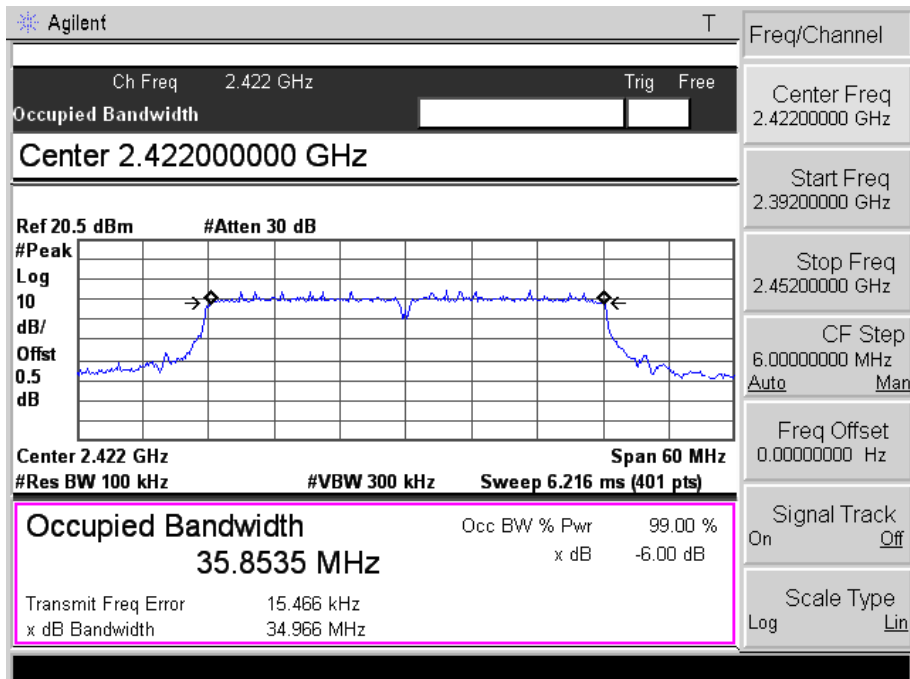 Agilent T
Freq/Channel
Ch Freq 2.422 GHz Trig Free
Occupied Bandwidth
Center 2.422000000 GHz
Ref 20.5 dBm #Atten 30 dB
#Peak
Log
10
dB/
Offst
0.5
dB
Center 2.422 GHz Span 60 MHz
#Res BW 100 kHz #VBW 300 kHz Sweep 6.216 ms (401 pts)
Occupied Bandwidth
35.8535 MHz
Occ BW % Pwr 99.00 %
x dB -6.00 dB
Transmit Freq Error 15.466 kHz
x dB Bandwidth 34.966 MHz
Center Freq
2.42200000 GHz
Start Freq
2.39200000 GHz
Stop Freq
2.45200000 GHz
CF Step
6.00000000 MHz
Auto Man
Freq Offset
0.00000000 Hz
Signal Track
On Off
Scale Type
Log Lin